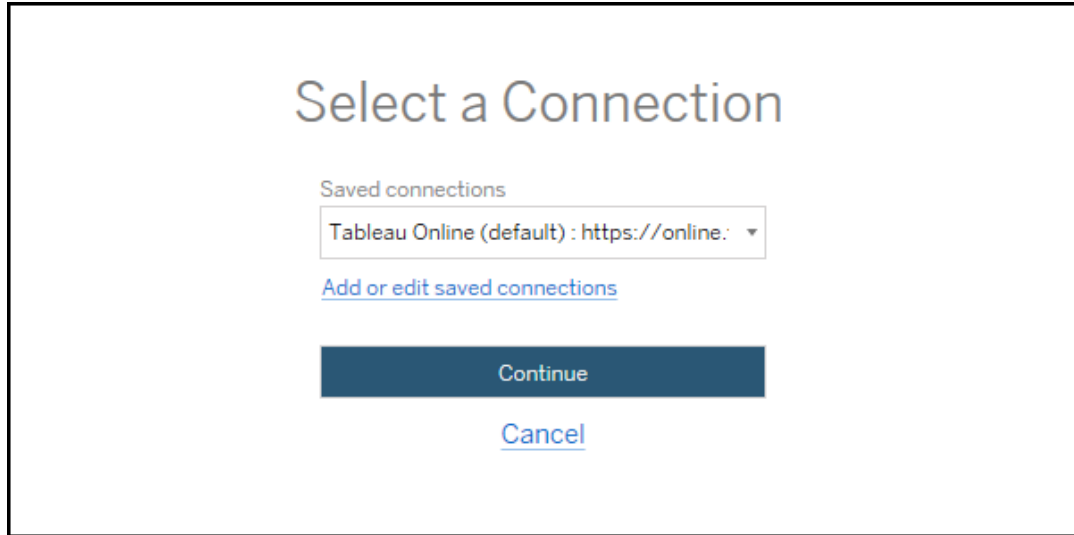 Select a Connection
Saved connections
Tableau Online (default) : https://online.
Add or edit saved connections
Continue
Cancel